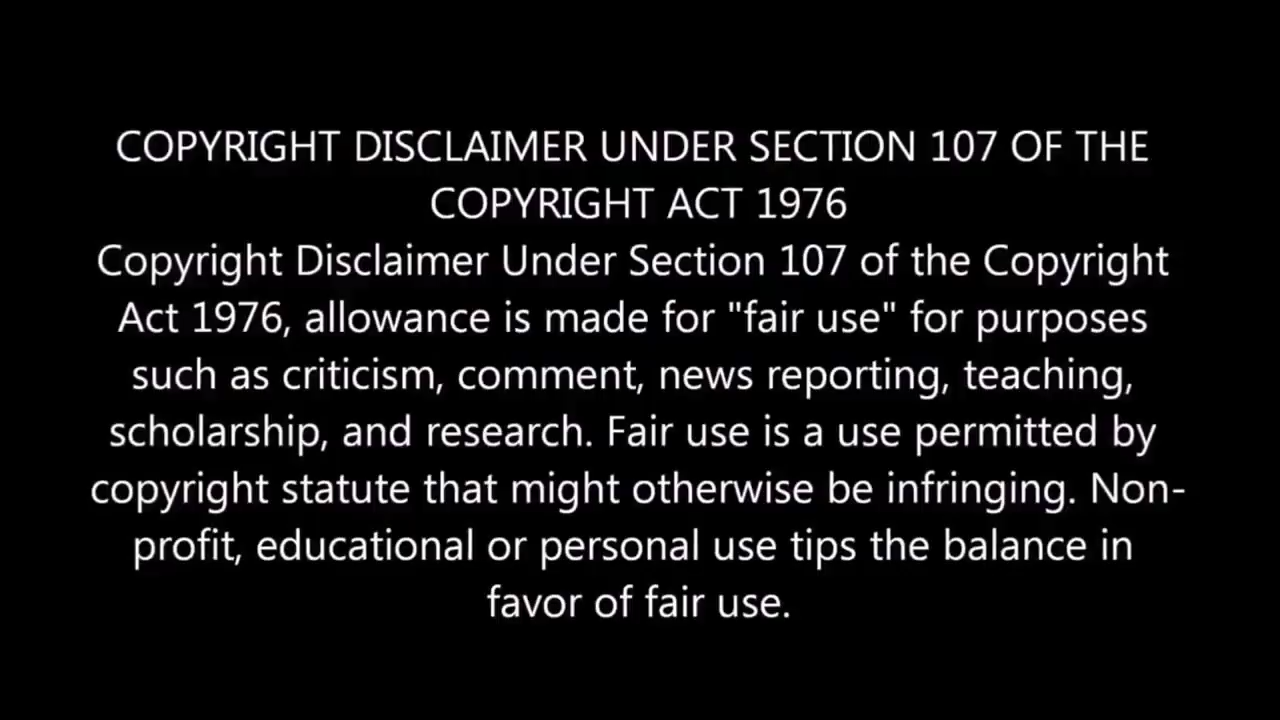 COPYRIGHT DISCLAIMER UNDER SECTION 107 OF THE
COPYRIGHT ACT 1976
Copyright Disclaimer Under Section 107 of the Copyright
Act 1976, allowance is made for "fair use" for purposes
such as criticism, comment, news reporting, teaching,
scholarship, and research. Fair use is a use permitted by
copyright statute that might otherwise be infringing. Non-
profit, educational or personal use tips the balance in
favor of fair use.